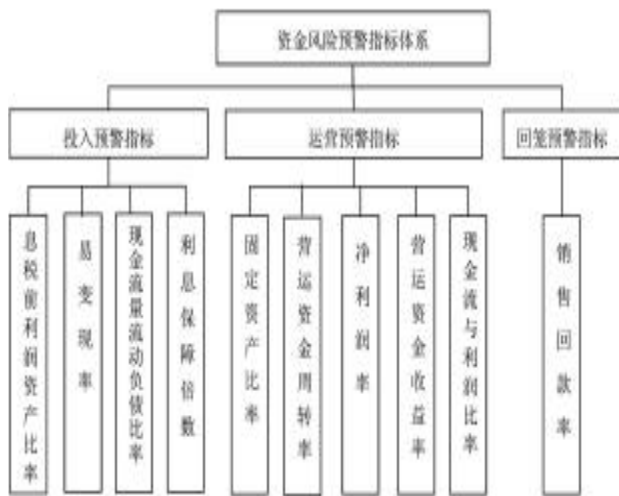 资金风险预警指标体系
投入预警指标
运营预警指标
回笼预警指标
息税前利润资产比率
易变现率
现金流量流动负债比率
利息保障倍数
固定资产比率
营运资金周转率
净利润率
营运资金收益率
现金流与利润比率
销售回款率